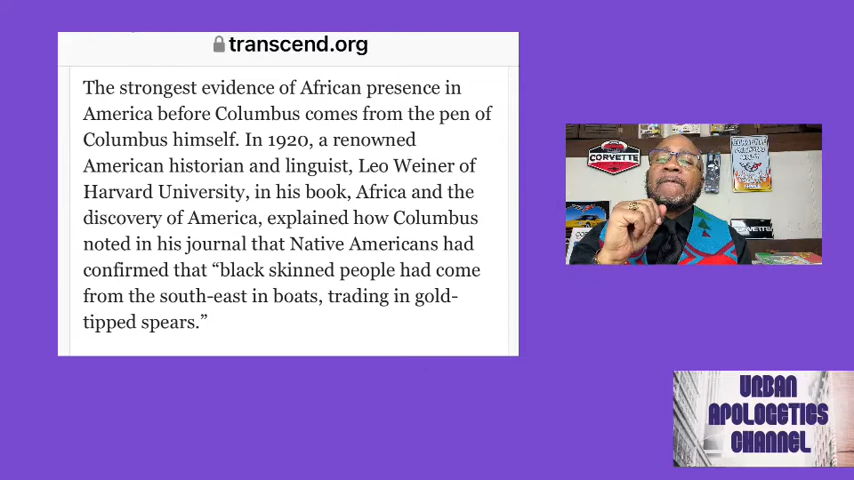 transcend.org
The strongest evidence of African presence in
America before Columbus comes from the pen of
Columbus himself. In 1920, a renowned
American historian and linguist, Leo Weiner of
Harvard University, in his book, Africa and the
discovery of America, explained how Columbus
noted in his journal that Native Americans had
confirmed that “black skinned people had come
from the south-east in boats, trading in gold-
tipped spears.”
CORVETTE
CORVETTE
URBAN
APOLOGETICS
CHANNEL